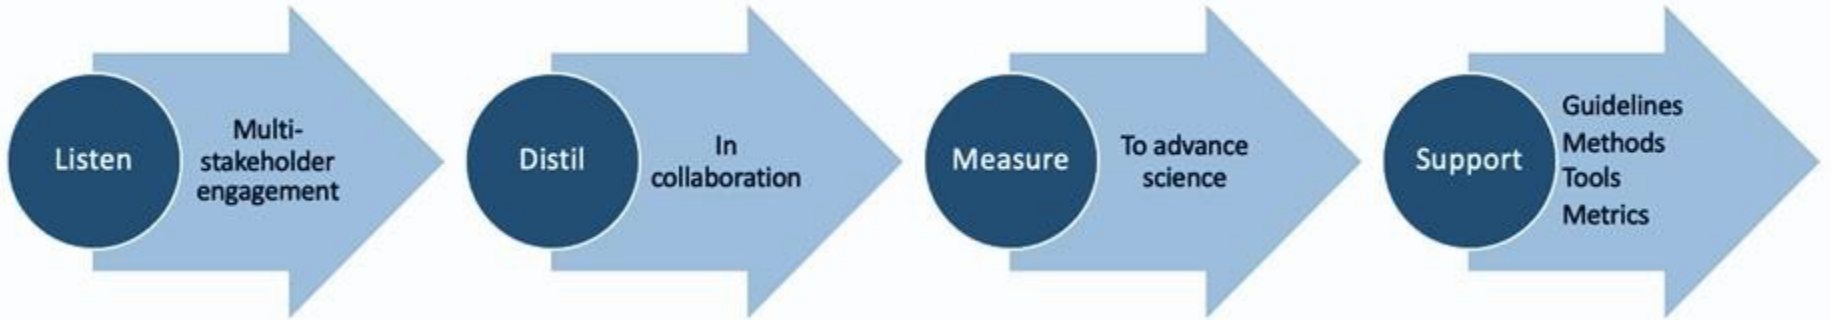 Listen
Multi-
stakeholder
engagement
Distil
In
collaboration
Measure
To advance
science
Support
Guidelines
Methods
Tools
Metrics